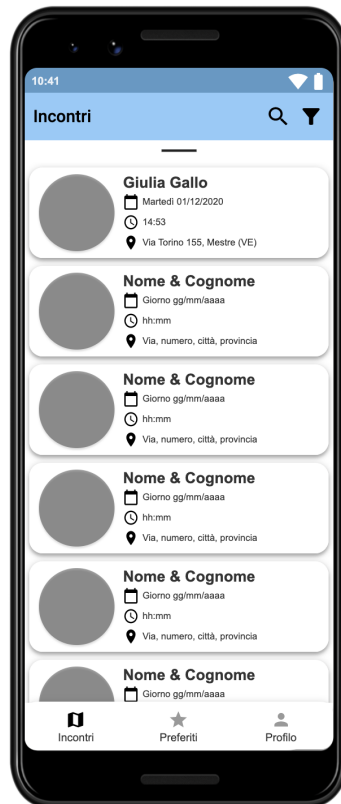 10:41
Incontri
Giulia Gallo
Martedì 01/12/2020
14:53
Via Torino 155, Mestre (VE)
Nome & Cognome
Giorno gg/mm/aaaa
hh:mm
Via, numero, città, provincia
Nome & Cognome
Giorno gg/mm/aaaa
hh:mm
Via, numero, città, provincia
Nome & Cognome
Giorno gg/mm/aaaa
hh:mm
Via, numero, città, provincia
Nome & Cognome
Giorno gg/mm/aaaa
hh:mm
Via, numero, città, provincia
Nome & Cognome
Giorno gg/mm/aaaa
Incontri
Preferiti
Profilo